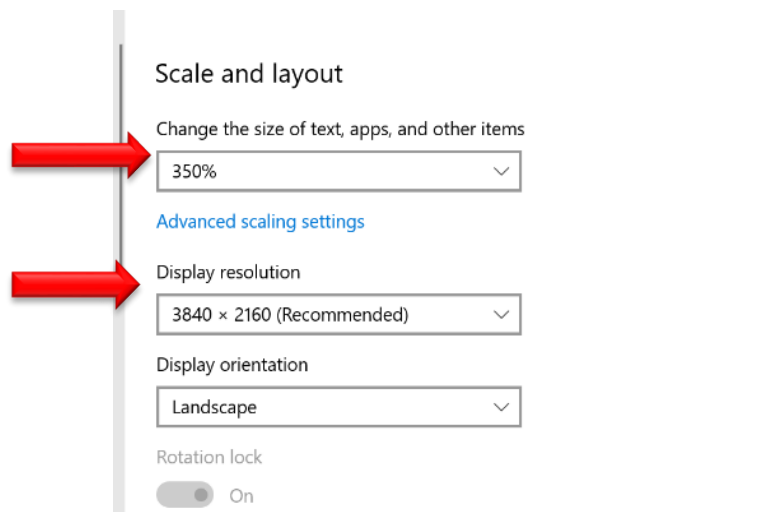 Scale and layout
Change the size of text, apps, and other items
350%
Advanced scaling settings
Display resolution
3840 × 2160 (Recommended)
Display orientation
Landscape
Rotation lock
On